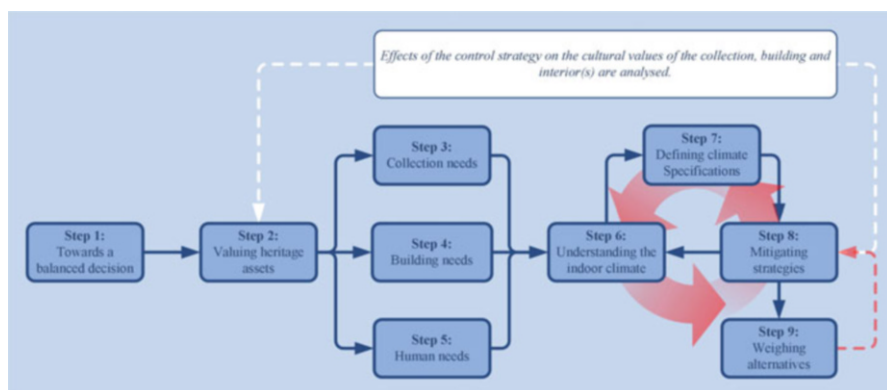 Effects of the control strategy on the cultural values of the collection, building and
interior(s) are analysed.
Step 1:
Towards a
balanced decision
Step 2:
Valuing heritage
assets
Step 3:
Collection needs
Step 4:
Building needs
Step 5:
Human needs
Step 6:
Understanding the
indoor climate
Step 7:
Defining climate
Specifications
Step 8:
Mitigating
strategies
Step 9:
Weighing
alternatives